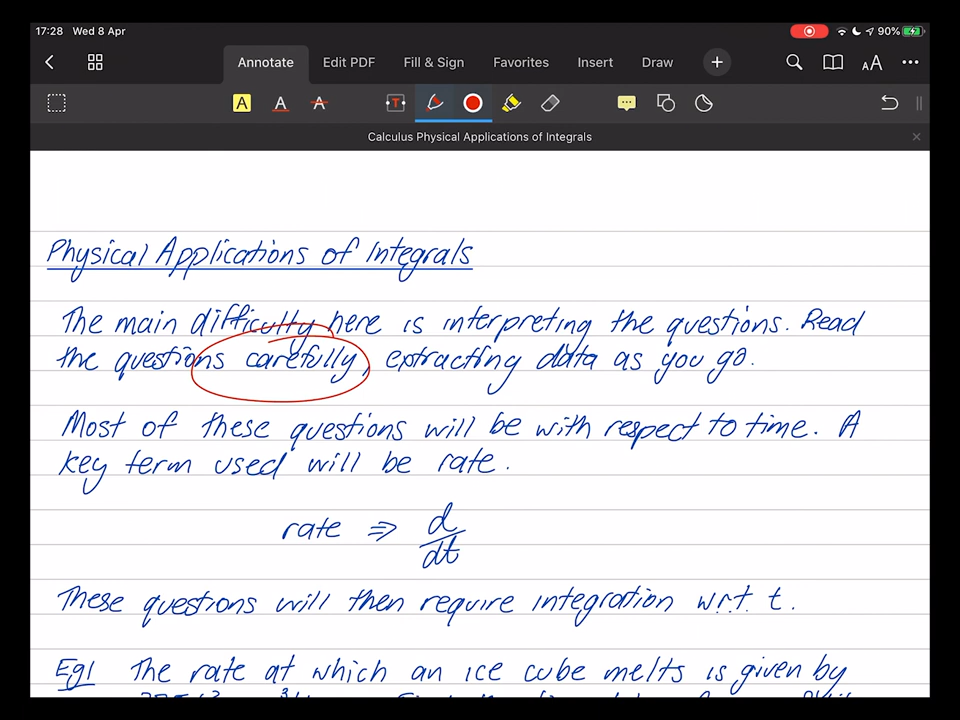 17:28 Wed 8 Apr 90%
Annotate Edit PDF Fill & Sign Favorites Insert Draw
A A A T AA
Calculus Physical Applications of Integrals
Physical Applications of Integrals
The main difficulty here is interpreting the questions. Read
the questions carefully, extracting data as you go.
Most of these questions will be with respect to time. A
key term used will be rate.
rate ⇒ d/dt
These questions will then require integration w.r.t. t.
Eg1 The rate at which an ice cube melts is given by